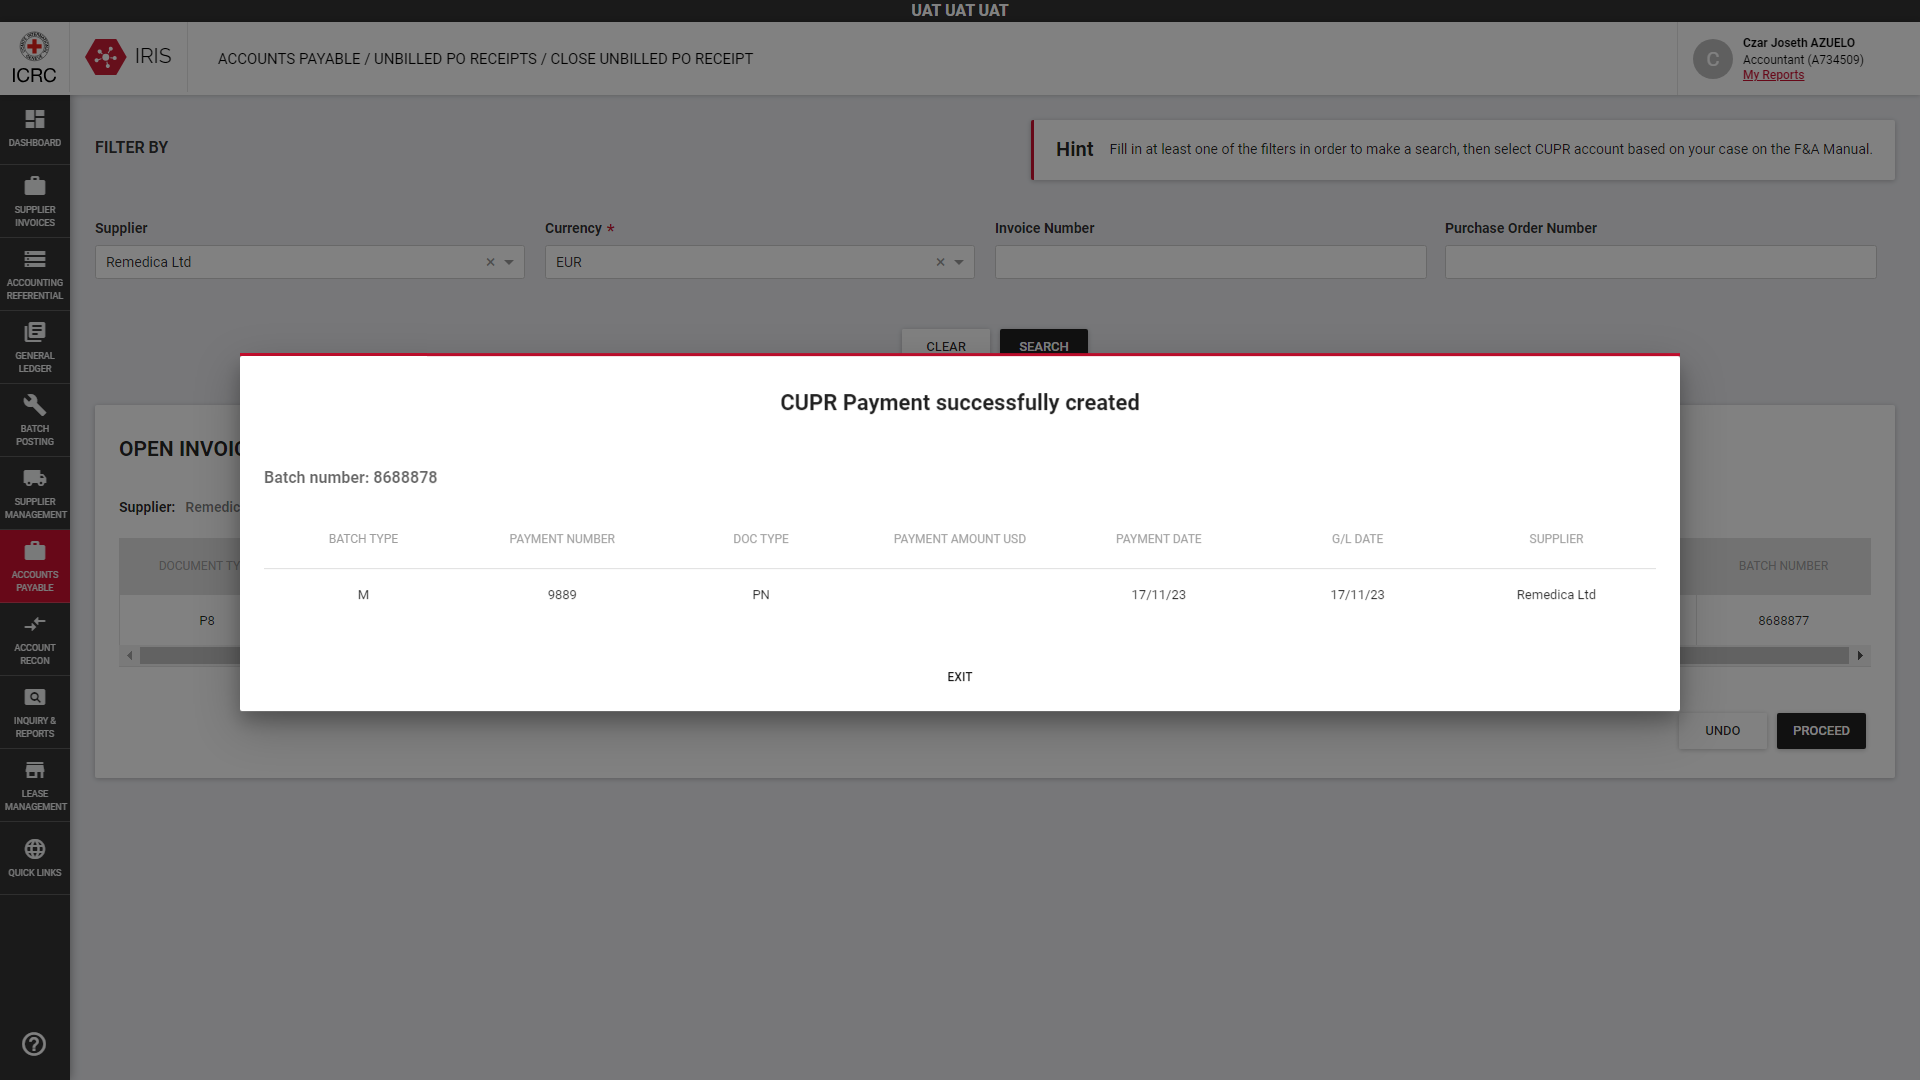 UAT UAT UAT
ICRC
IRIS
ACCOUNTS PAYABLE / UNBILLED PO RECEIPTS / CLOSE UNBILLED PO RECEIPT
C
Czar Joseth AZUELO
Accountant (A734509)
My Reports
DASHBOARD
SUPPLIER
INVOICES
ACCOUNTING
REFERENTIAL
GENERAL
LEDGER
BATCH
POSTING
SUPPLIER
MANAGEMENT
ACCOUNTS
PAYABLE
ACCOUNT
RECON
INQUIRY &
REPORTS
LEASE
MANAGEMENT
QUICK LINKS
FILTER BY
Hint Fill in at least one of the filters in order to make a search, then select CUPR account based on your case on the F&A Manual.
Supplier
Currency *
Invoice Number
Purchase Order Number
Remedica Ltd
EUR
CLEAR
SEARCH
OPEN INVOIC
Supplier: Remedic
DOCUMENT TY
BATCH NUMBER
P8
8688877
UNDO
PROCEED
CUPR Payment successfully created
Batch number: 8688878
BATCH TYPE PAYMENT NUMBER DOC TYPE PAYMENT AMOUNT USD PAYMENT DATE G/L DATE SUPPLIER
M 9889 PN 17/11/23 17/11/23 Remedica Ltd
EXIT